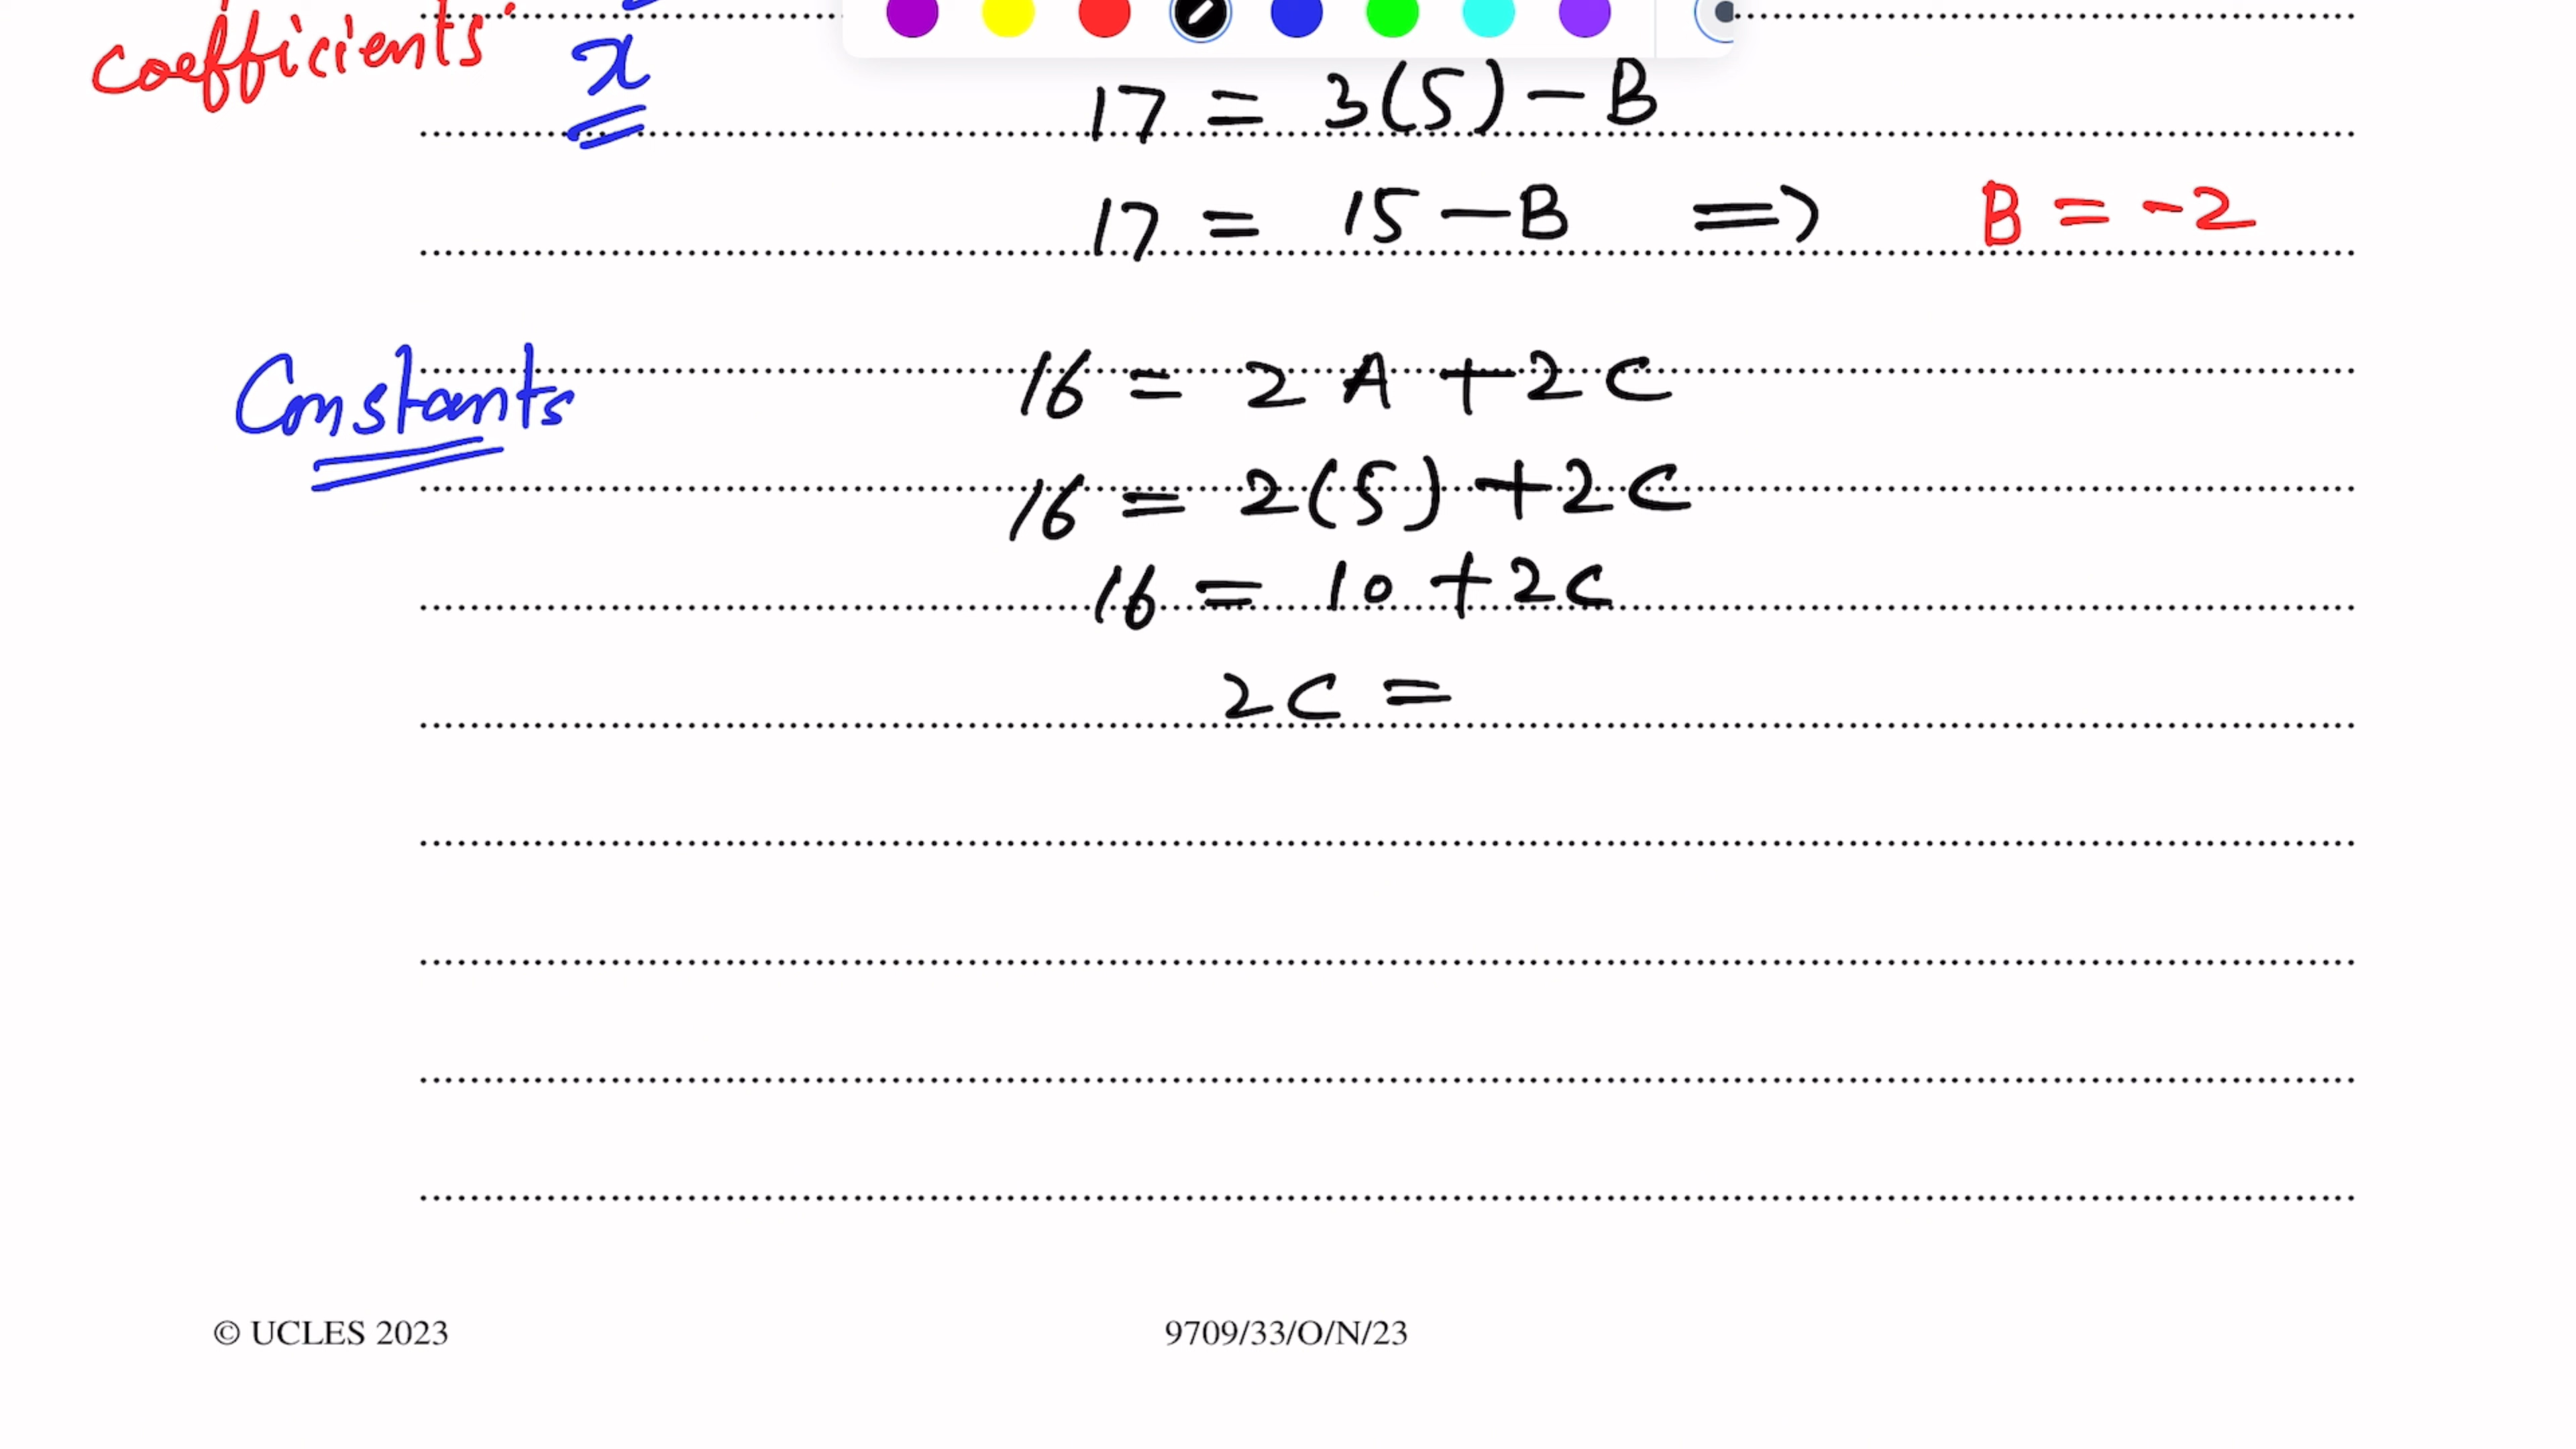 coefficients
x
17 = 3(5) - B
17 = 15 - B => B = -2
Constants
16 = 2A + 2C
16 = 2(5) + 2C
16 = 10 + 2C
2C =
© UCLES 2023
9709/33/O/N/23